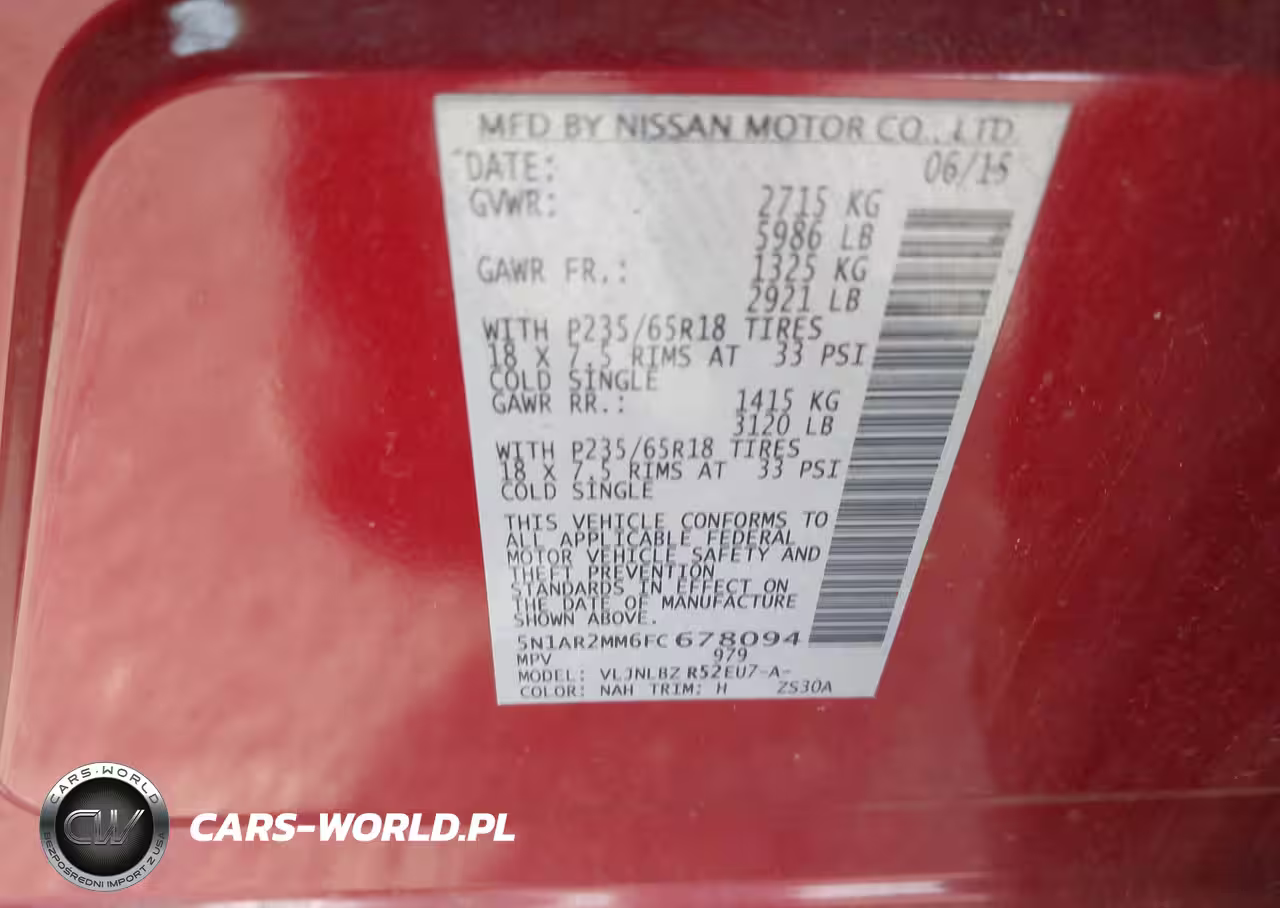 MFD BY NISSAN MOTOR CO., LTD.
DATE: 06/15
GVWR: 2715 KG
5986 LB
GAWR FR.: 1325 KG
2921 LB
WITH P235/65R18 TIRES
18 X 7.5 RIMS AT 33 PSI
COLD SINGLE
GAWR RR.: 1415 KG
3120 LB
WITH P235/65R18 TIRES
18 X 7.5 RIMS AT 33 PSI
COLD SINGLE
THIS VEHICLE CONFORMS TO
ALL APPLICABLE FEDERAL
MOTOR VEHICLE SAFETY AND
THEFT PREVENTION
STANDARDS IN EFFECT ON
THE DATE OF MANUFACTURE
SHOWN ABOVE.
5N1AR2MM6FC678094
MPV 979
MODEL: VLJNLBZ R52EU7-A-
COLOR: NAH TRIM: H ZS30A
CARS-WORLD
CW
BEZPOŚREDNI IMPORT Z USA
CARS-WORLD.PL